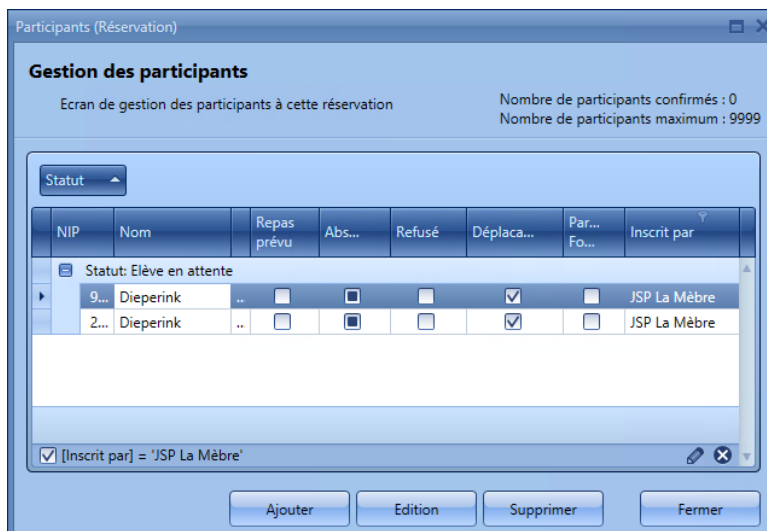 Participants (Réservation)
Gestion des participants
Ecran de gestion des participants à cette réservation
Nombre de participants confirmés : 0
Nombre de participants maximum : 9999
Statut
NIP Nom Repas prévu Abs... Refusé Déplaca... Par... Fo... Inscrit par
Statut: Elève en attente
9... Dieperink .. JSP La Mèbre
2... Dieperink .. JSP La Mèbre
[Inscrit par] = 'JSP La Mèbre'
Ajouter Edition Supprimer Fermer